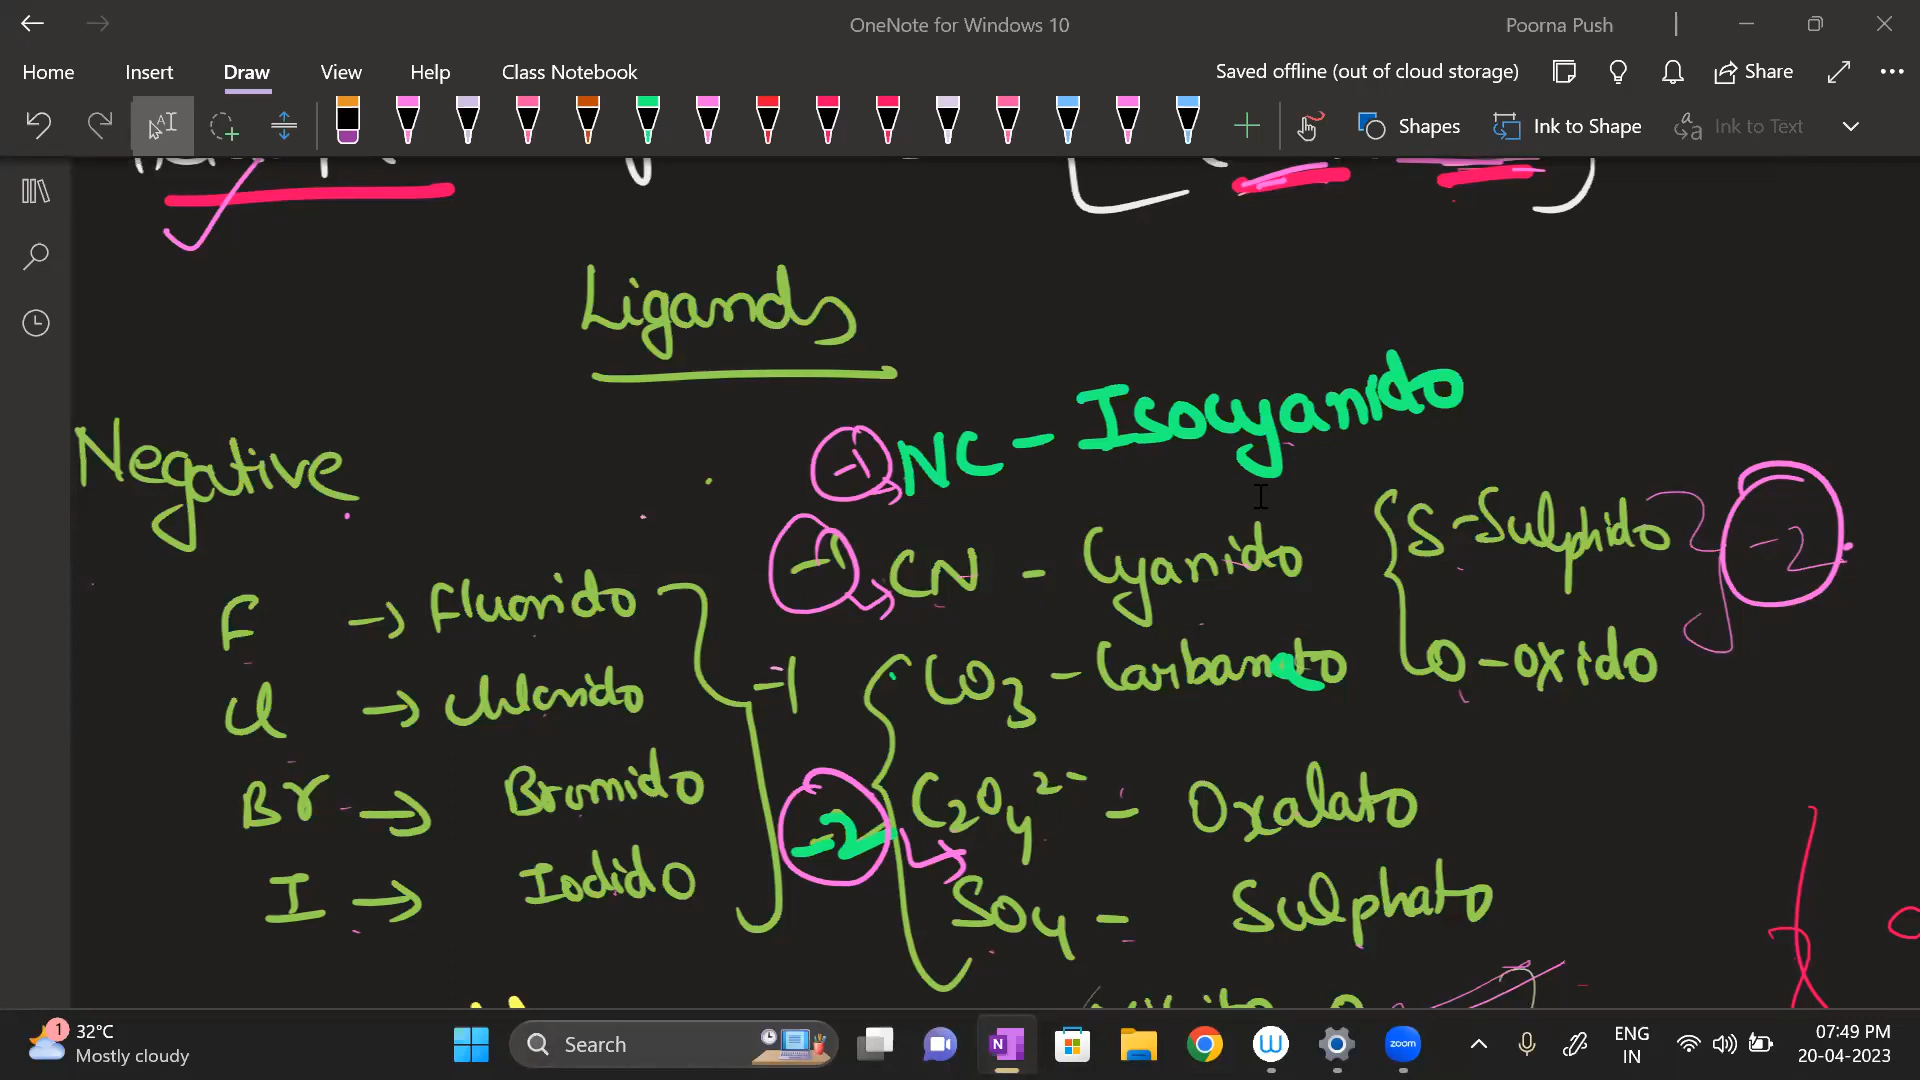 OneNote for Windows 10
Poorna Push
Home Insert Draw View Help Class Notebook
Saved offline (out of cloud storage)
Share
Shapes
Ink to Shape
Ink to Text
Ligands
NC - Isocyanido
-1
Negative
-1
CN - Cyanido
S - Sulphido
-2
F → Fluorido
CO3 - Carbanato
O - oxido
Cl → Chlorido
-1
Br → Bromido
-2
C2O4 2- - Oxalato
I → Iodido
SO4 - Sulphato
1
32°C
Mostly cloudy
Search
zoom
ENG
IN
07:49 PM
20-04-2023